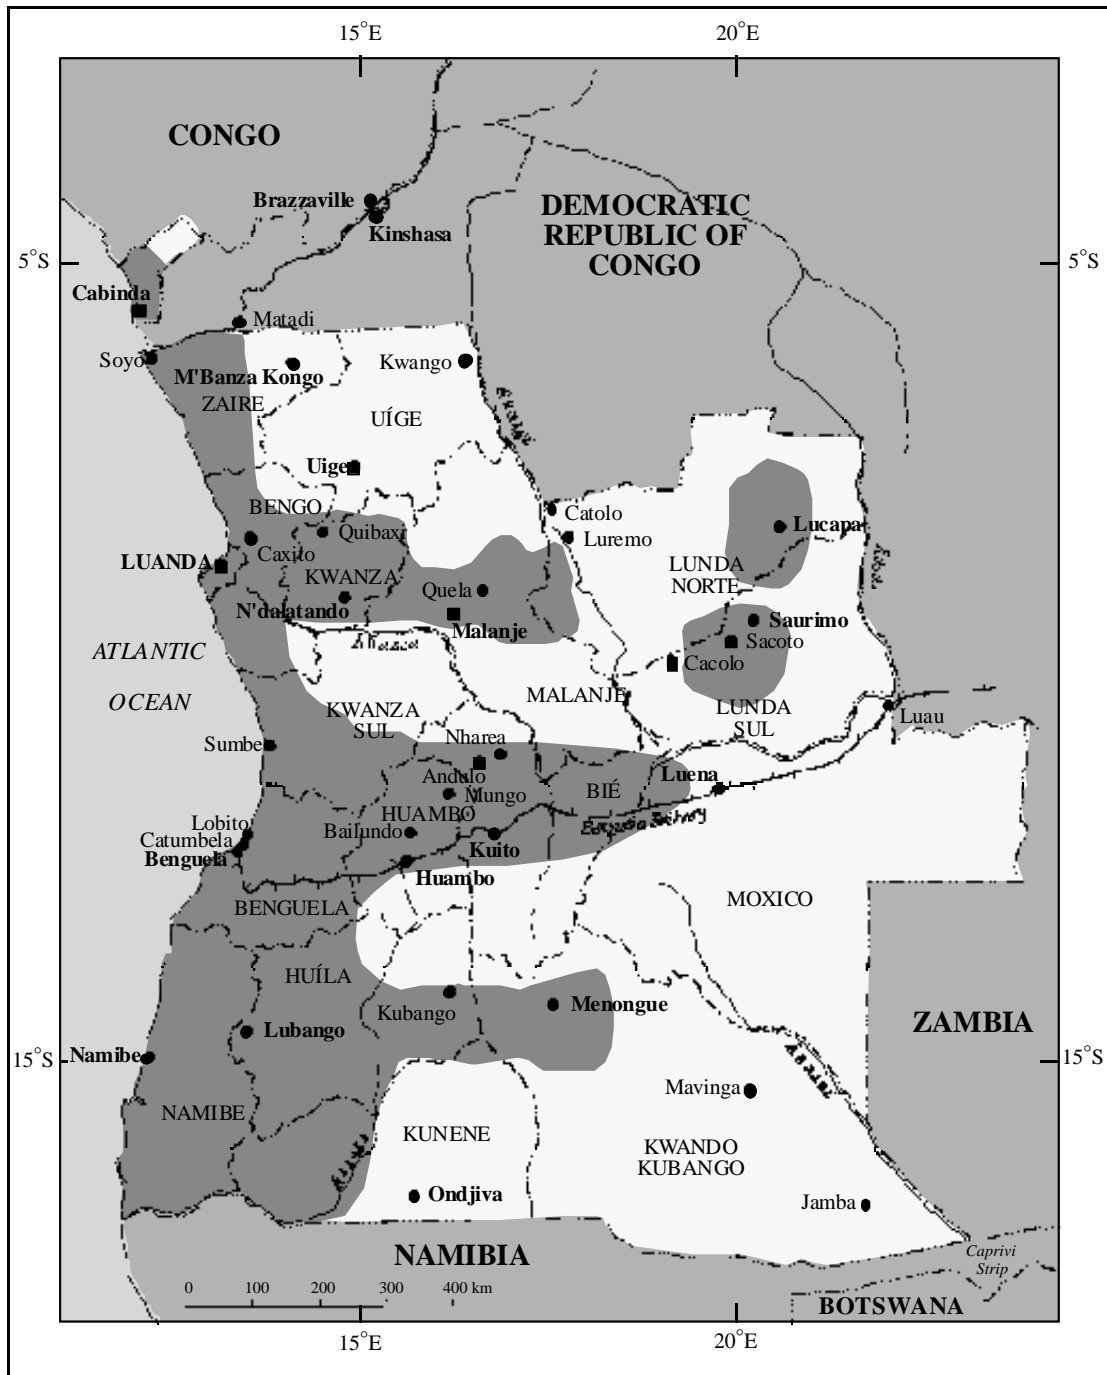 15°E
20°E
CONGO
Brazzaville
Kinshasa
DEMOCRATIC
REPUBLIC OF
CONGO
5°S
5°S
Cabinda
Matadi
Soyo
M'Banza Kongo
Kwango
ZAIRE
UÍGE
Uige
BENGO
Quibaxi
Catolo
Luremo
Lucapa
Caxito
LUANDA
KWANZA
LUNDA
NORTE
Quela
N'dalatando
Malanje
Saurimo
Sacoto
Cacolo
ATLANTIC
OCEAN
MALANJE
KWANZA
SUL
LUNDA
SUL
Luau
Sumbe
Nharea
Andulo
Luena
Mungo
BIÉ
HUAMBO
Lobito
Bailundo
Catumbela
Kuito
Benguela
Huambo
BENGUELA
MOXICO
HUÍLA
Kubango
Menongue
Lubango
ZAMBIA
Namibe
15°S
15°S
Mavinga
NAMIBE
KUNENE
KWANDO
KUBANGO
Ondjiva
Jamba
NAMIBIA
Caprivi
Strip
0 100 200 300 400 km
BOTSWANA
15°E
20°E